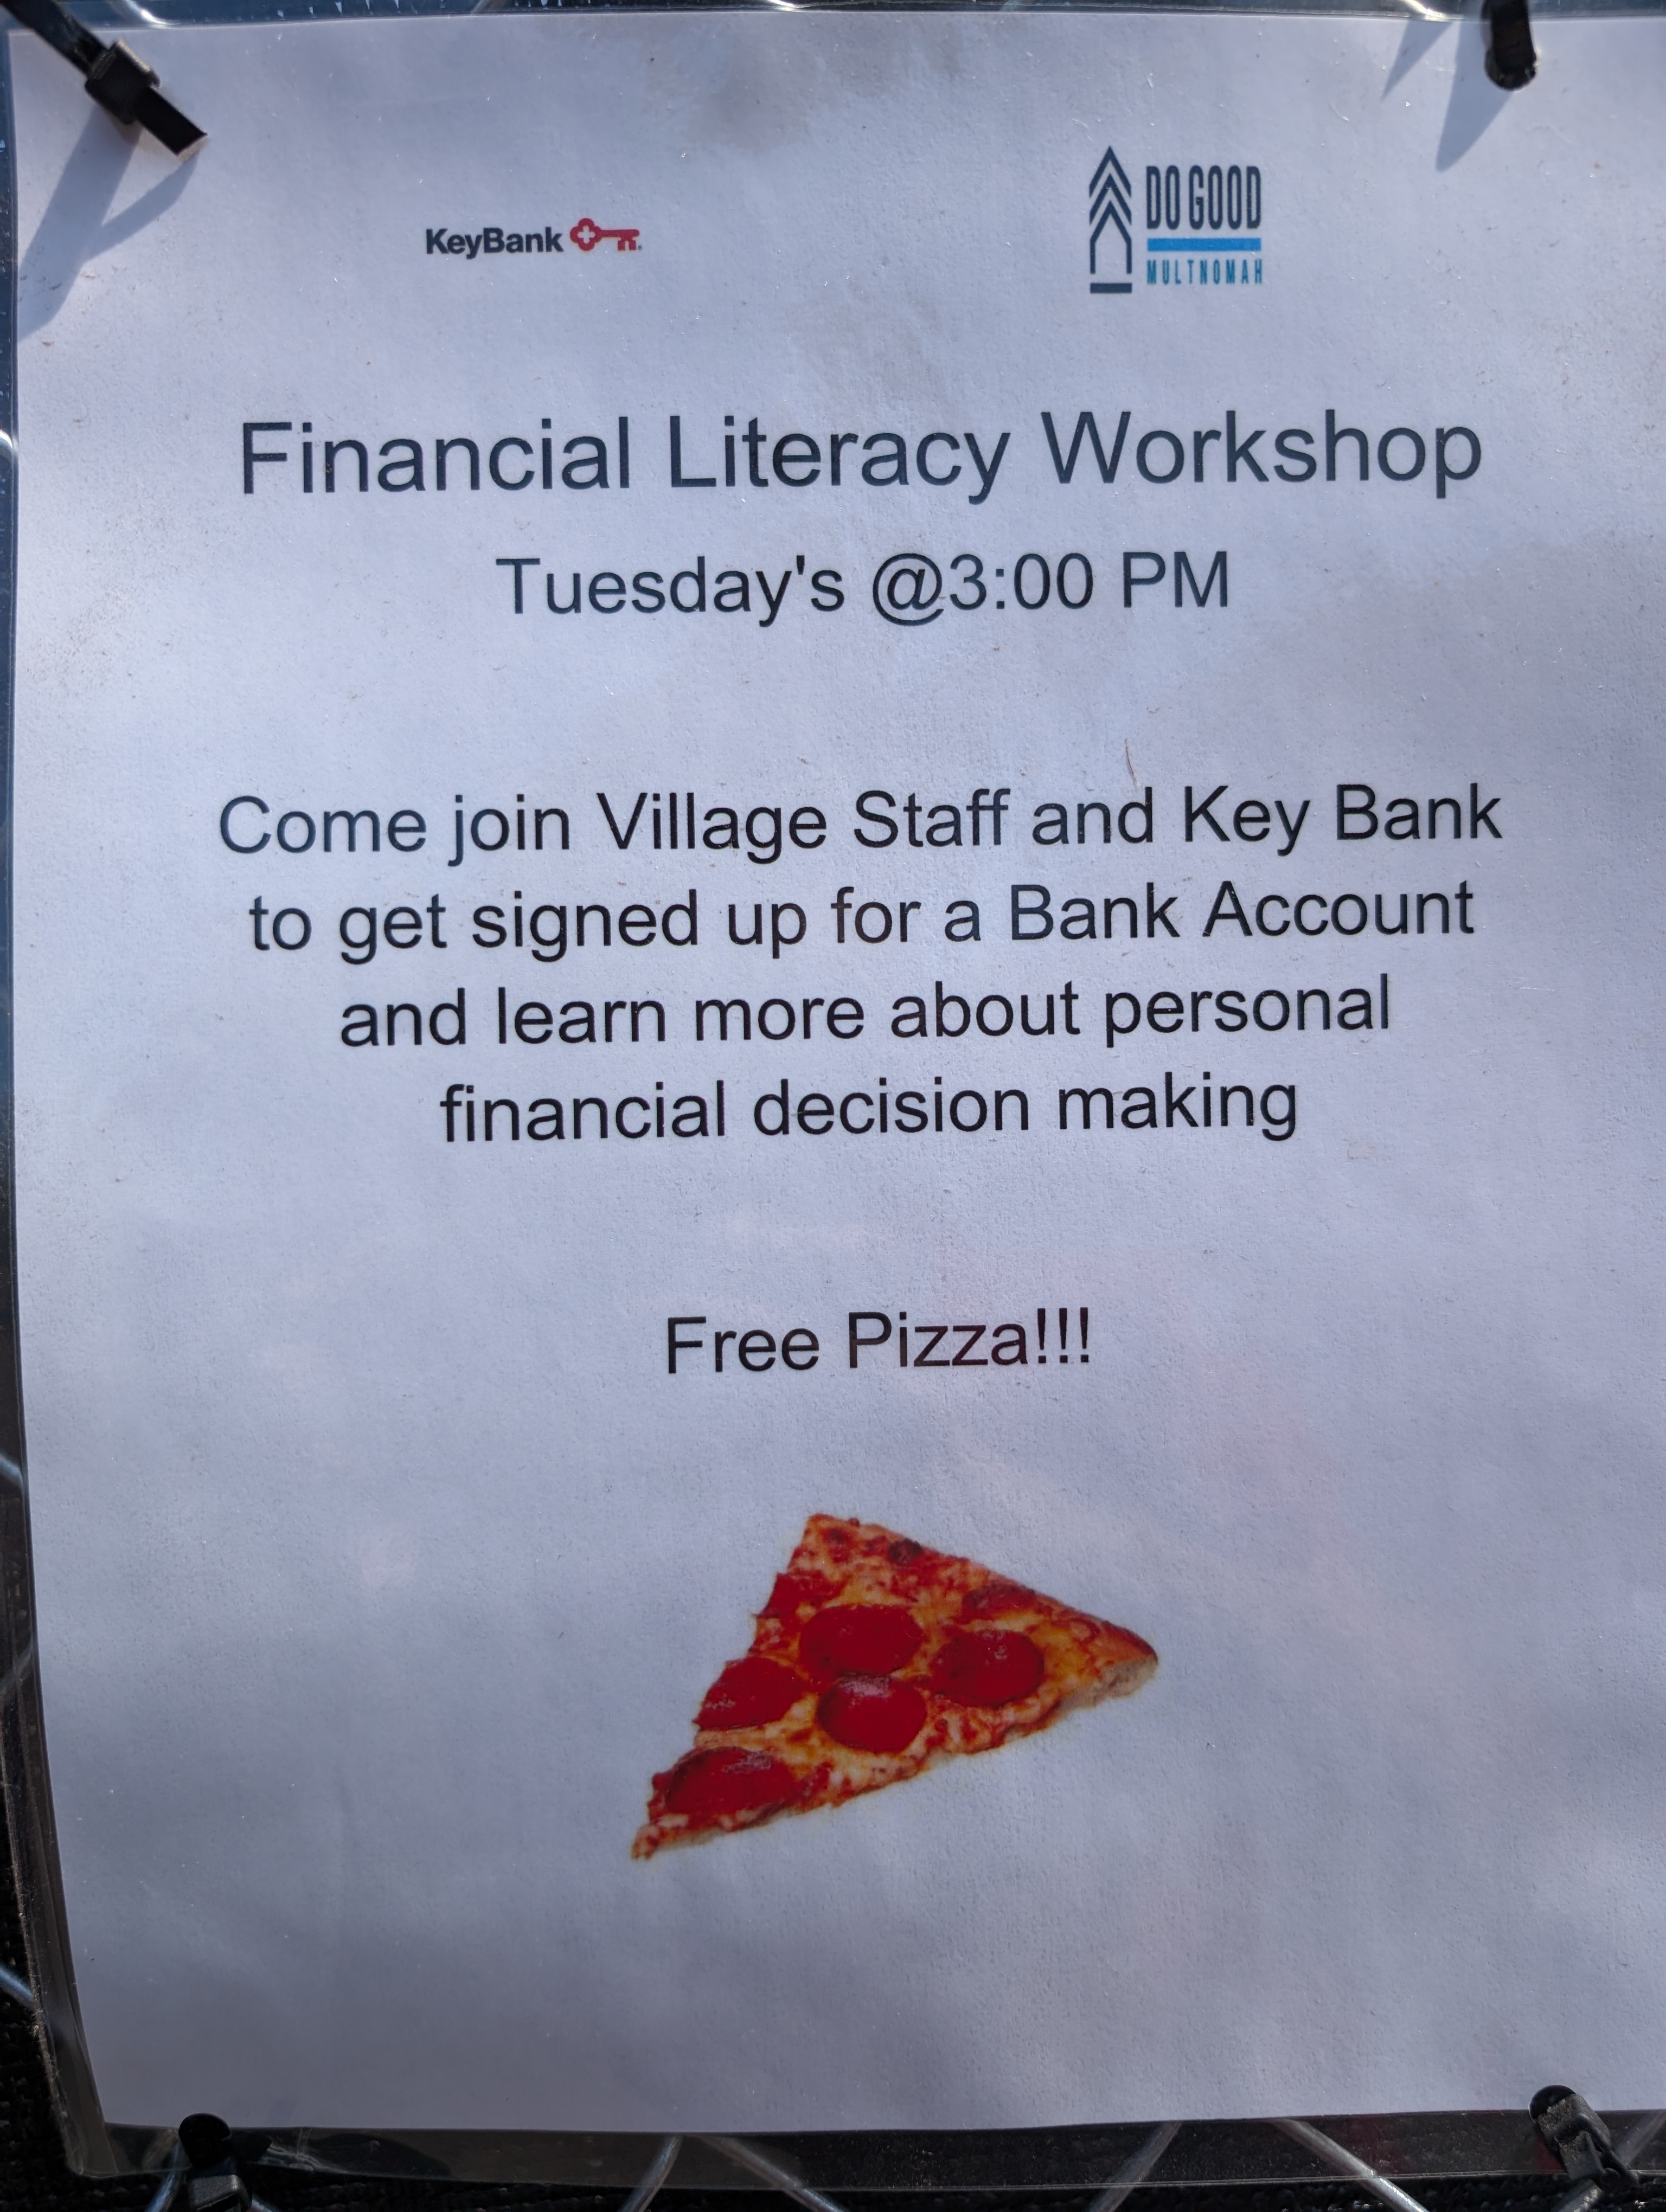 KeyBank
DO GOOD
MULTNOMAH
Financial Literacy Workshop
Tuesday's @3:00 PM
Come join Village Staff and Key Bank
to get signed up for a Bank Account
and learn more about personal
financial decision making
Free Pizza!!!